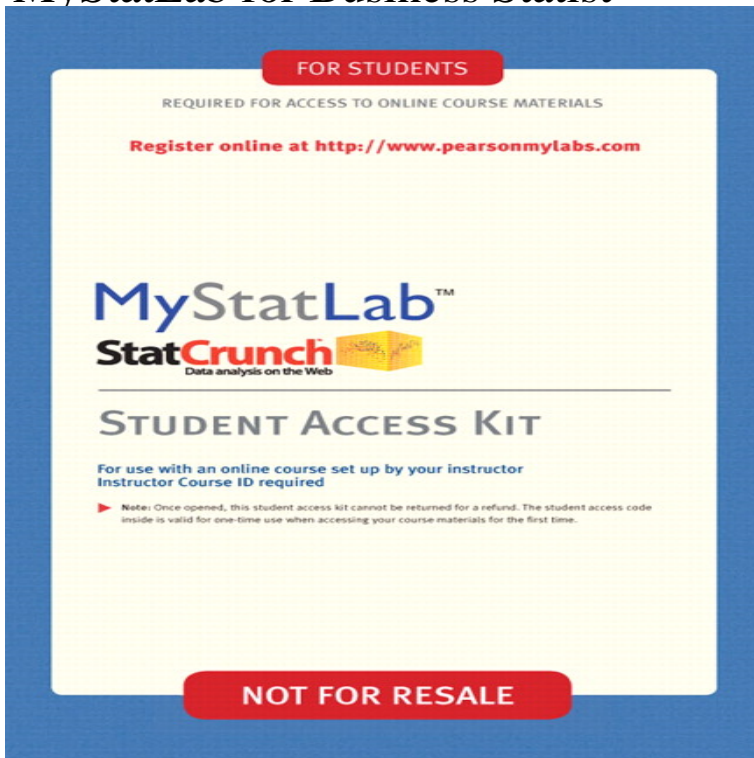 MyStatLab for Business Statist
FOR STUDENTS
REQUIRED FOR ACCESS TO ONLINE COURSE MATERIALS
Register online at http://www.pearsonmylabs.com
MyStatLab™
StatCrunch
Data analysis on the Web
STUDENT ACCESS KIT
For use with an online course set up by your instructor
Instructor Course ID required
Note: Once opened, this student access kit cannot be returned for a refund. The student access code
inside is valid for one-time use when accessing your course materials for the first time.
NOT FOR RESALE